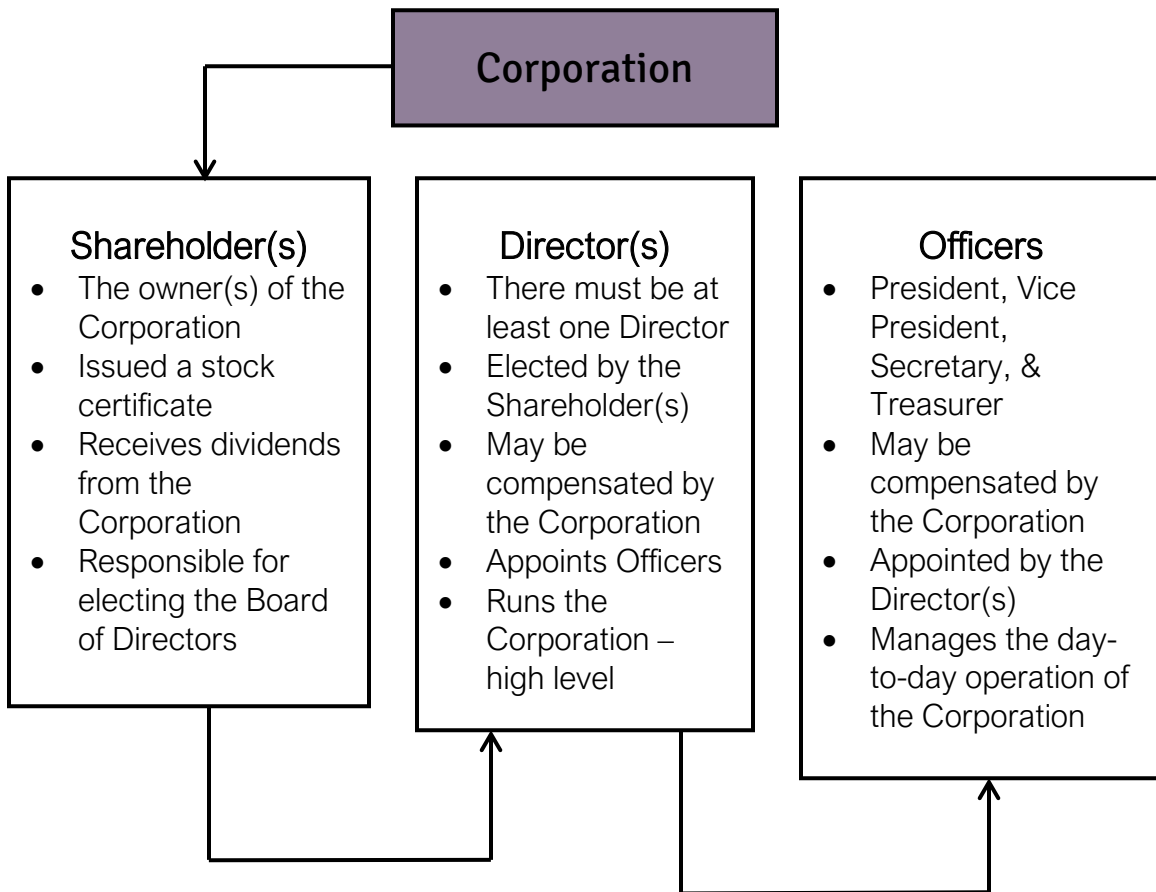 Corporation
Shareholder(s)
• The owner(s) of the
Corporation
• Issued a stock
certificate
• Receives dividends
from the
Corporation
• Responsible for
electing the Board
of Directors
Director(s)
• There must be at
least one Director
• Elected by the
Shareholder(s)
• May be
compensated by
the Corporation
• Appoints Officers
• Runs the
Corporation –
high level
Officers
• President, Vice
President,
Secretary, &
Treasurer
• May be
compensated by
the Corporation
• Appointed by the
Director(s)
• Manages the day-
to-day operation of
the Corporation